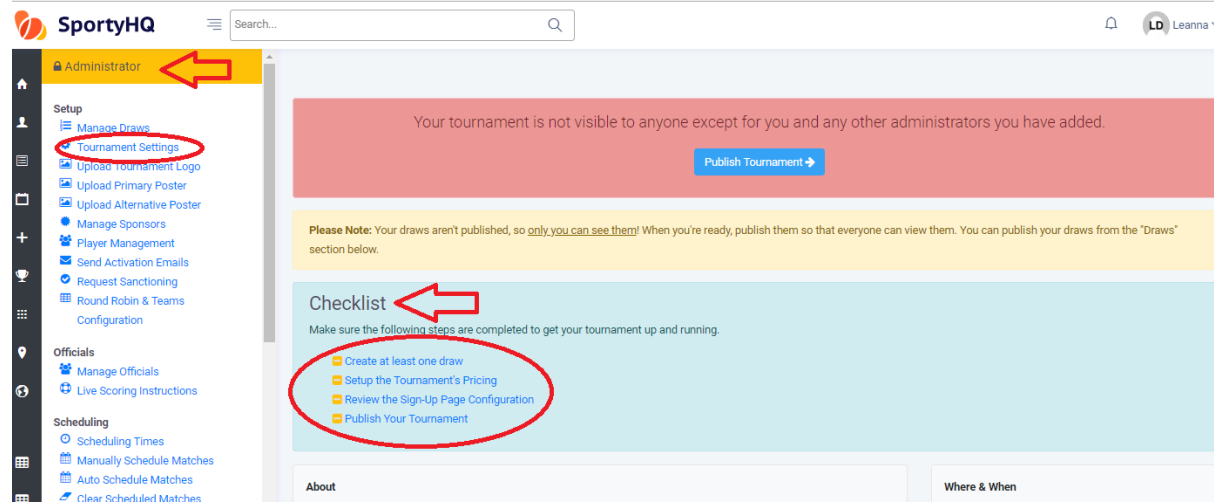 SportyHQ
Search...
LD Leanna
Administrator
Setup
Manage Draws
Tournament Settings
Upload Tournament Logo
Upload Primary Poster
Upload Alternative Poster
Manage Sponsors
Player Management
Send Activation Emails
Request Sanctioning
Round Robin & Teams
Configuration
Officials
Manage Officials
Live Scoring Instructions
Scheduling
Scheduling Times
Manually Schedule Matches
Auto Schedule Matches
Clear Scheduled Matches
Your tournament is not visible to anyone except for you and any other administrators you have added.
Publish Tournament
Please Note: Your draws aren't published, so only you can see them! When you're ready, publish them so that everyone can view them. You can publish your draws from the "Draws"
section below.
Checklist
Make sure the following steps are completed to get your tournament up and running.
Create at least one draw
Setup the Tournament's Pricing
Review the Sign-Up Page Configuration
Publish Your Tournament
About
Where & When